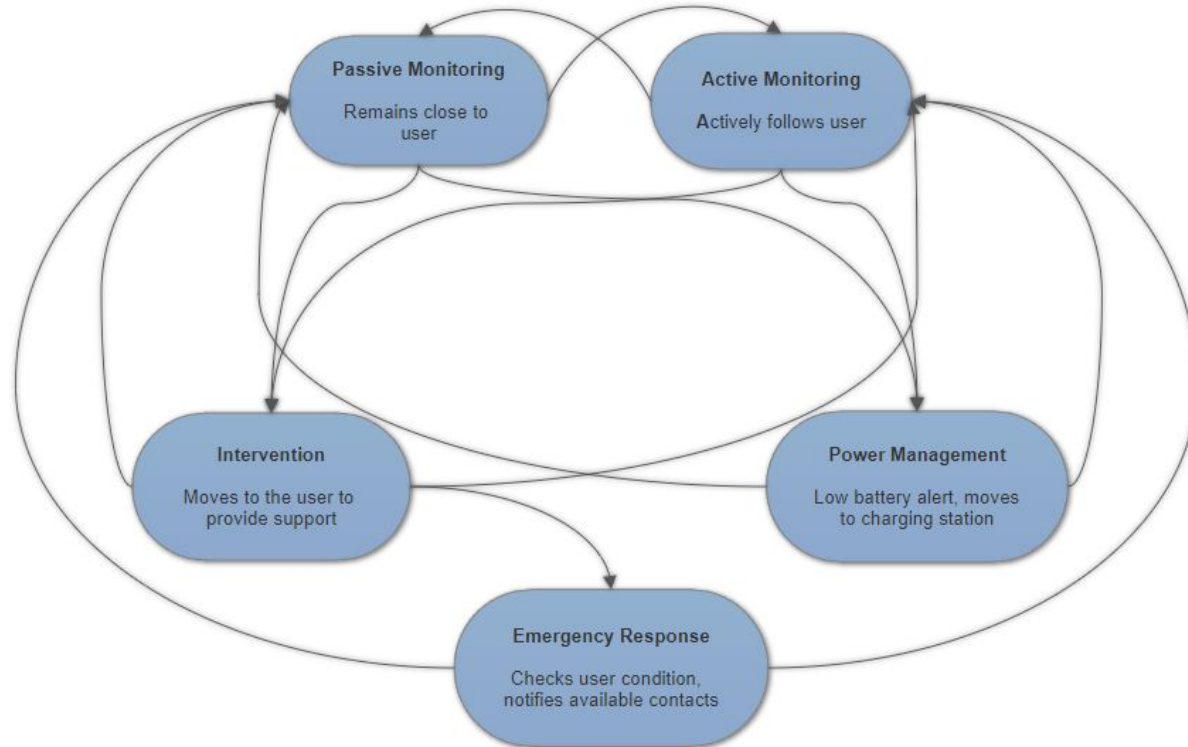 Passive Monitoring
Remains close to
user
Active Monitoring
Actively follows user
Intervention
Moves to the user to
provide support
Power Management
Low battery alert, moves
to charging station
Emergency Response
Checks user condition,
notifies available contacts